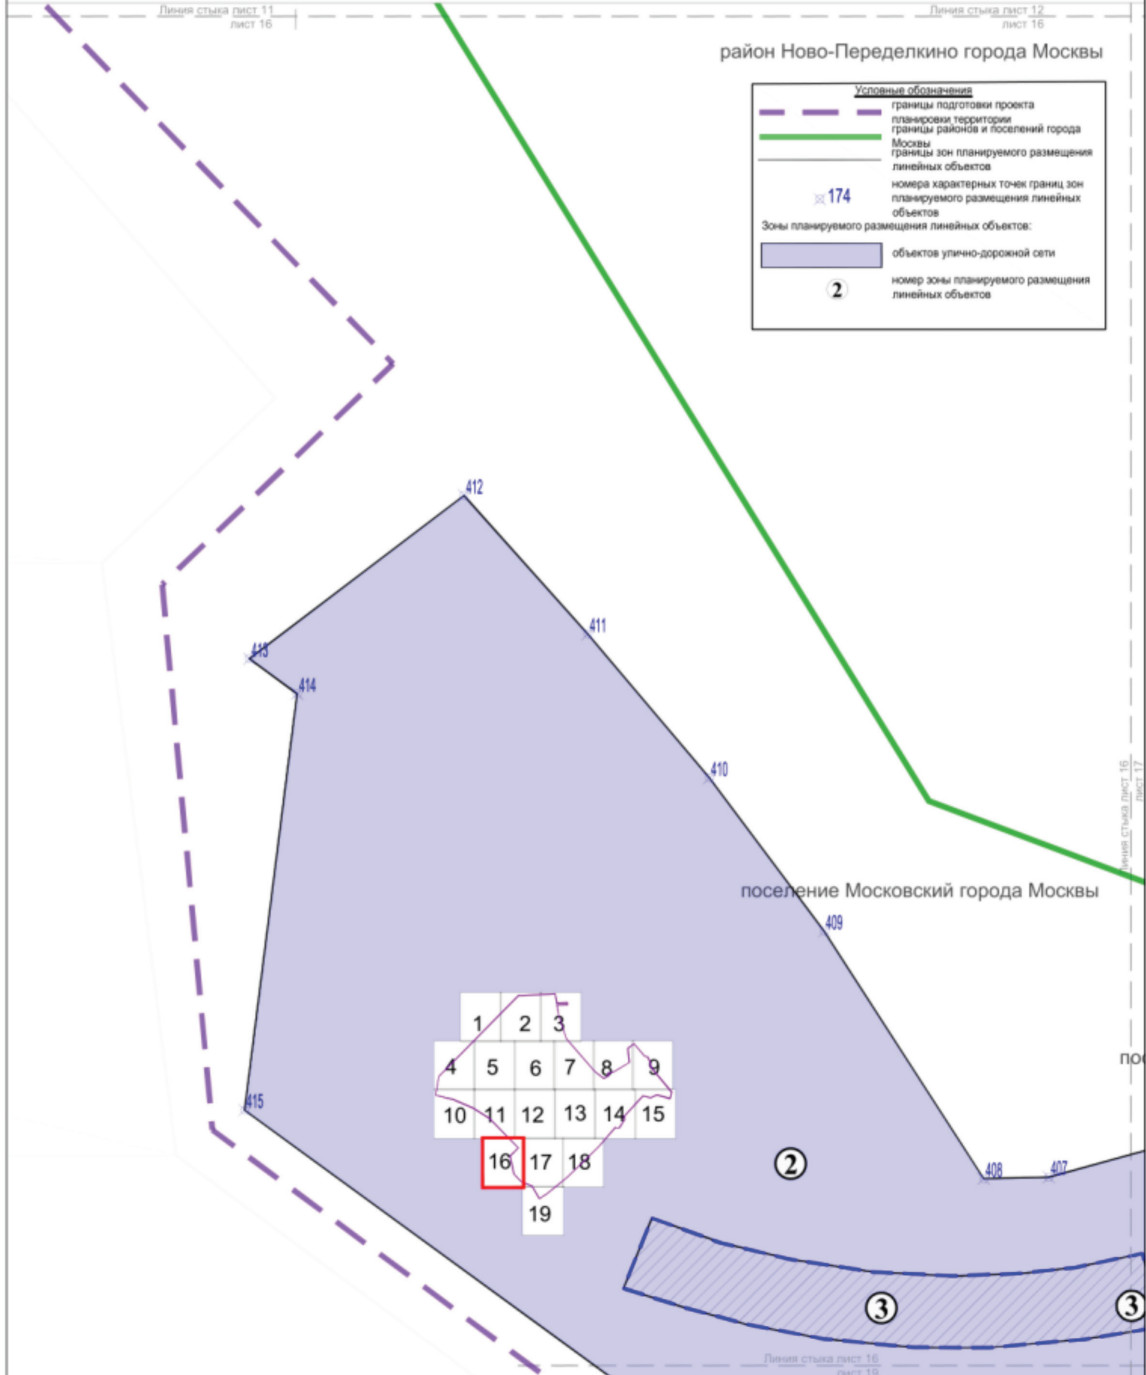 Линия стыка лист 11
лист 16
Линия стыка лист 12
лист 16
район Ново-Переделкино города Москвы
Условные обозначения
границы подготовки проекта
планировки территории
границы районов и поселений города
Москвы
границы зон планируемого размещения
линейных объектов
174
номера характерных точек границ зон
планируемого размещения линейных
объектов
Зоны планируемого размещения линейных объектов:
объектов улично-дорожной сети
2
номер зоны планируемого размещения
линейных объектов
412
411
413
414
410
Линия стыка лист 16
лист 17
поселение Московский города Москвы
409
1 2 3
пос
4 5 6 7 8 9
415
10 11 12 13 14 15
16 17 18
2
408
407
19
3
3
Линия стыка лист 16
лист 19